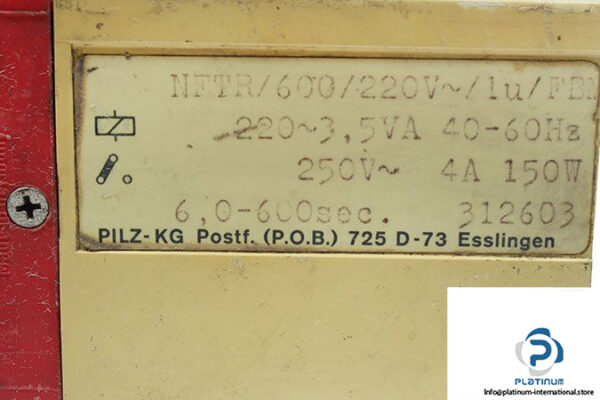 NFTR/600/220V~/1u/FBM
220~3,5VA 40-60Hz
250V~ 4A 150W
6,0-600sec. 312603
PILZ-KG Postf. (P.O.B.) 725 D-73 Esslingen
PLATINUM
Info@platinum-international.store